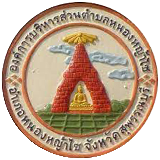 องค์การบริหารส่วนตำบลหนองหญ้าไซ
อำเภอหนองหญ้าไซ จังหวัดสุพรรณบุรี